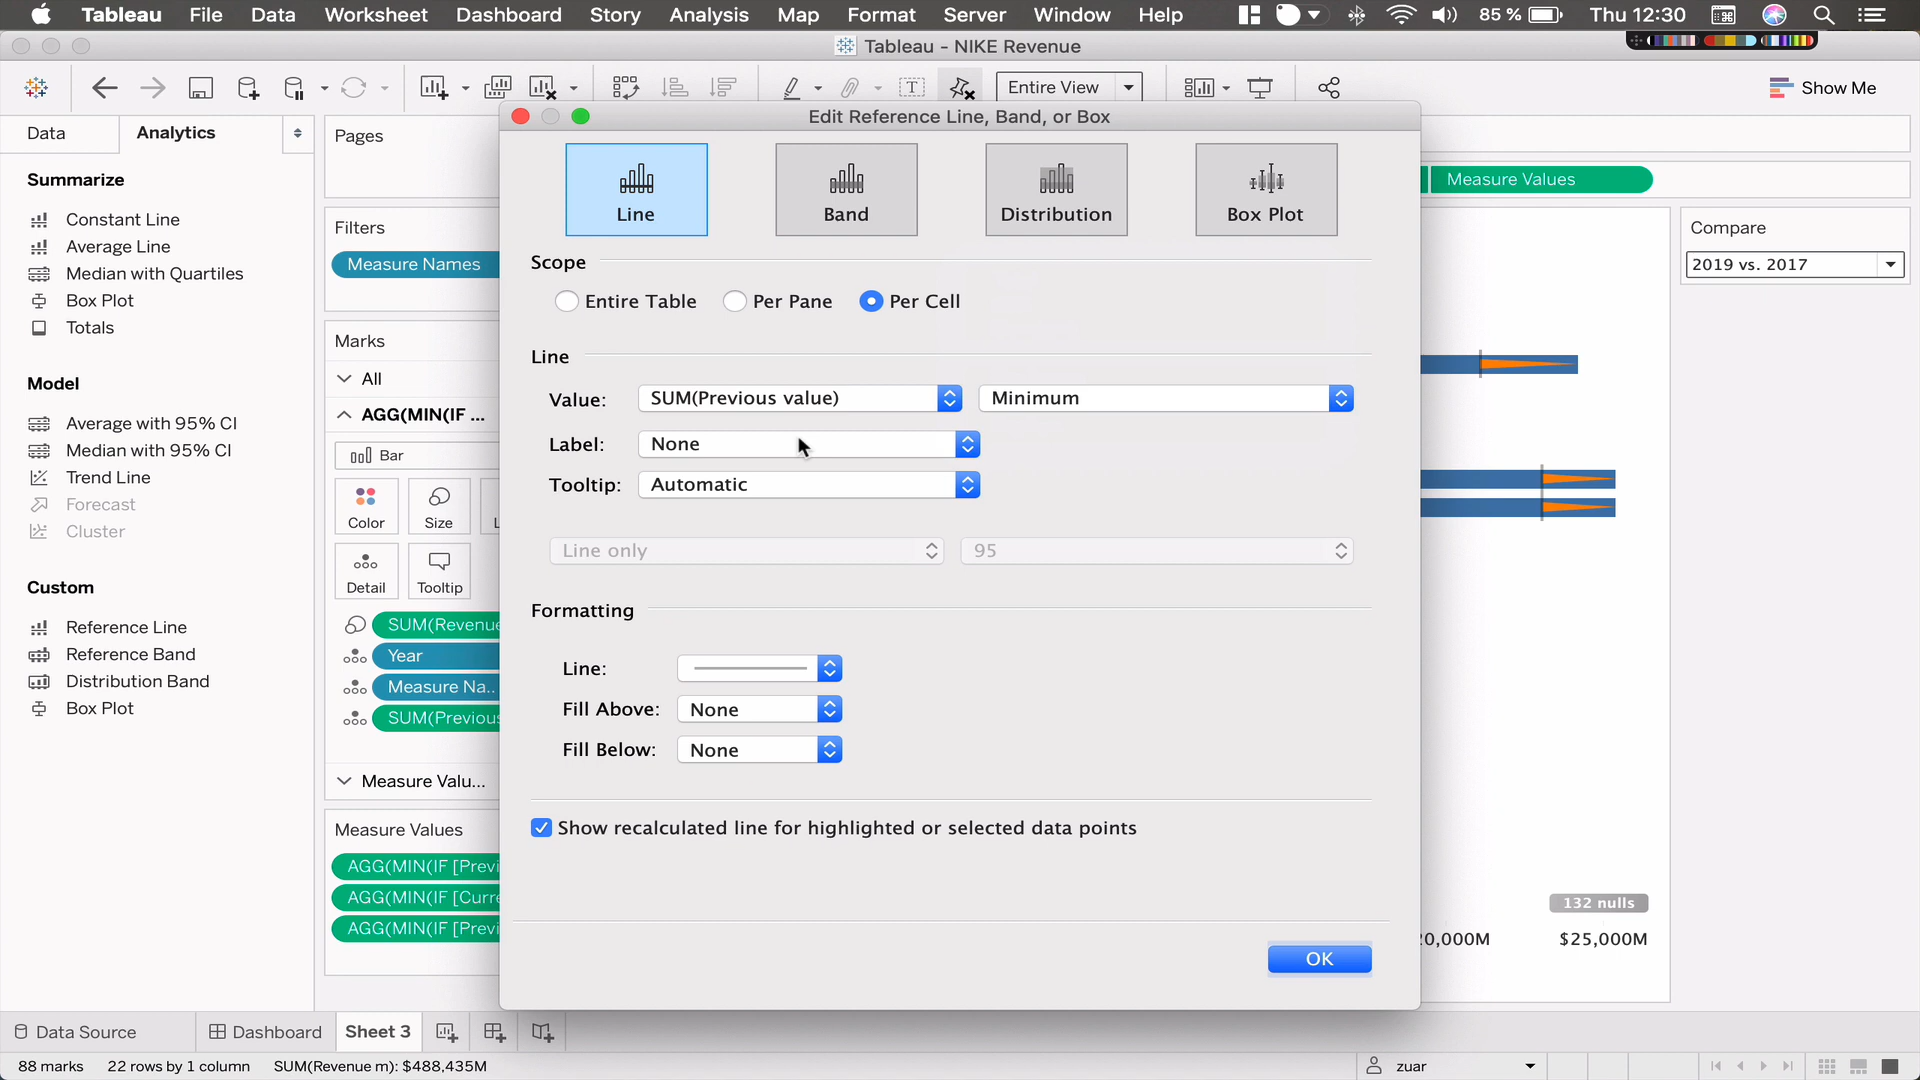 Tableau File Data Worksheet Dashboard Story Analysis Map Format Server Window Help 85 % Thu 12:30
Tableau - NIKE Revenue
Entire View Show Me
Data Analytics
Summarize
Constant Line
Average Line
Median with Quartiles
Box Plot
Totals
Model
Average with 95% CI
Median with 95% CI
Trend Line
Forecast
Cluster
Custom
Reference Line
Reference Band
Distribution Band
Box Plot
Pages
Filters
Measure Names
Marks
All
AGG(MIN(IF ...
Bar
Color Size L
Detail Tooltip
SUM(Revenue
Year
Measure Na..
SUM(Previous
Measure Valu...
Measure Values
AGG(MIN(IF [Previ
AGG(MIN(IF [Curre
AGG(MIN(IF [Previ
Edit Reference Line, Band, or Box
Line Band Distribution Box Plot
Scope
Entire Table Per Pane Per Cell
Line
Value: SUM(Previous value) Minimum
Label: None
Tooltip: Automatic
Line only 95
Formatting
Line:
Fill Above: None
Fill Below: None
Show recalculated line for highlighted or selected data points
OK
Measure Values
Compare
2019 vs. 2017
132 nulls
20,000M $25,000M
Data Source Dashboard Sheet 3
88 marks 22 rows by 1 column SUM(Revenue m): $488,435M zuar